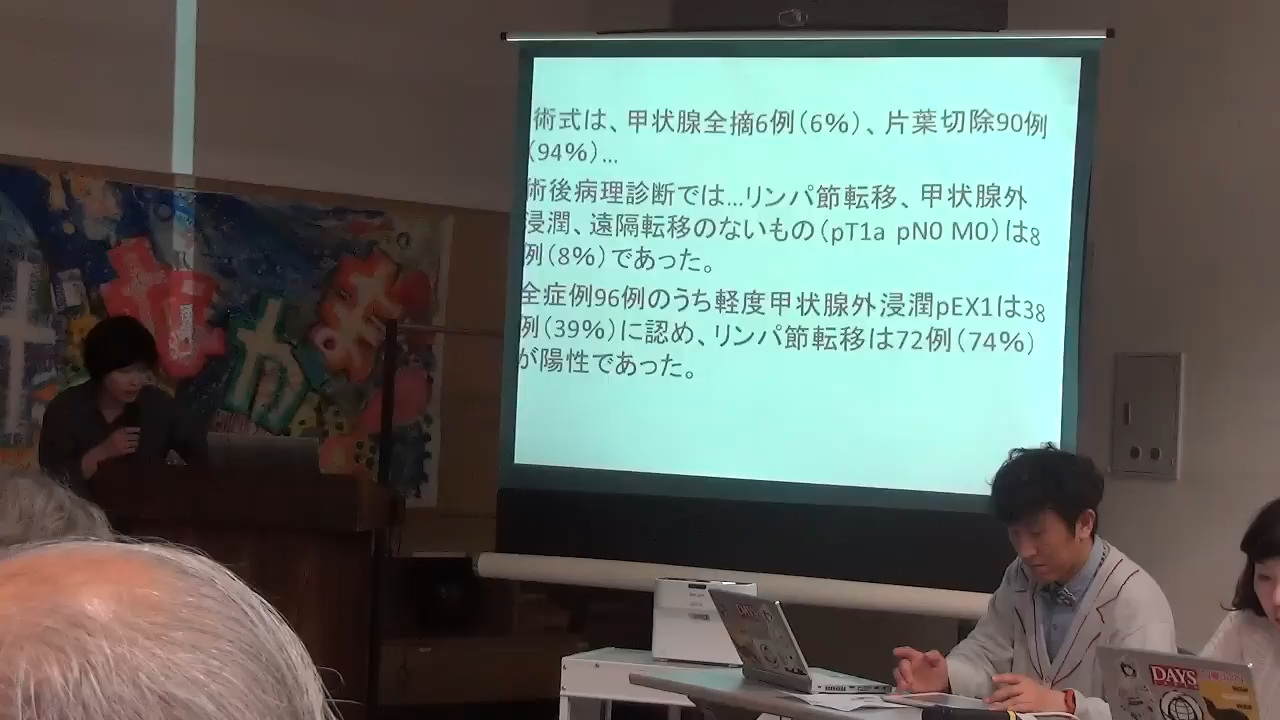 術式は、甲状腺全摘6例（6%）、片葉切除90例
（94%）…
術後病理診断では…リンパ節転移、甲状腺外
浸潤、遠隔転移のないもの（pT1a pN0 M0）は8
例（8%）であった。
全症例96例のうち軽度甲状腺外浸潤pEX1は38
例（39%）に認め、リンパ節転移は72例（74%）
が陽性であった。
DAYS
DAYS